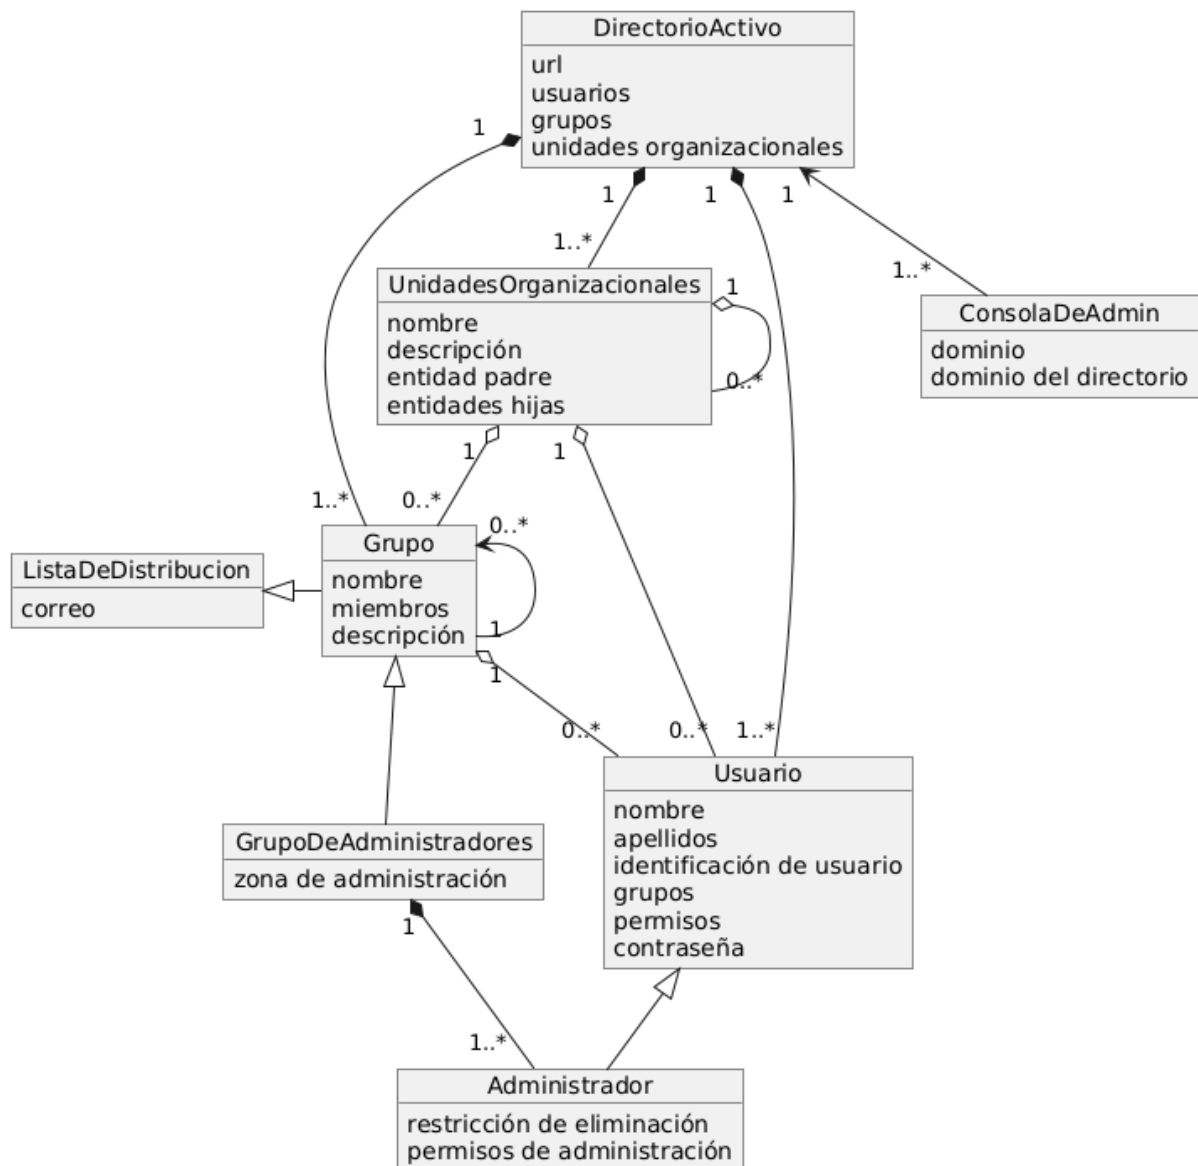 DirectorioActivo
url
usuarios
grupos
unidades organizacionales
1
1
1
1
1..*
1..*
UnidadesOrganizacionales
nombre
descripción
entidad padre
entidades hijas
1
0..*
ConsolaDeAdmin
dominio
dominio del directorio
1
1
1..*
0..*
0..*
ListaDeDistribucion
correo
Grupo
nombre
miembros
descripción
1
1
0..*
0..*
1..*
Usuario
nombre
apellidos
identificación de usuario
grupos
permisos
contraseña
GrupoDeAdministradores
zona de administración
1
1..*
Administrador
restricción de eliminación
permisos de administración